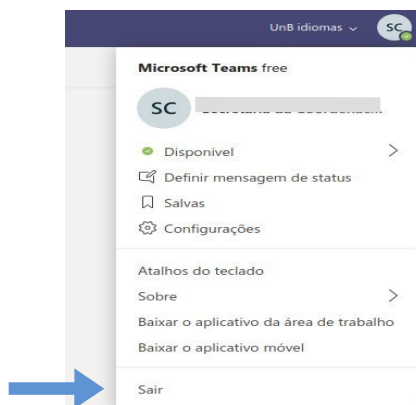 UnB idiomas
SC
Microsoft Teams free
SC
Disponível
Definir mensagem de status
Salvas
Configurações
Atalhos do teclado
Sobre
Baixar o aplicativo da área de trabalho
Baixar o aplicativo móvel
Sair